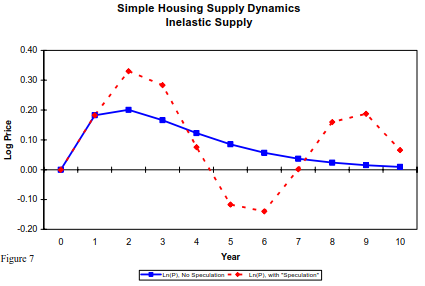 Simple Housing Supply Dynamics
Inelastic Supply
0.40
0.30
0.20
0.10
0.00
-0.10
-0.20
Log Price
0 1 2 3 4 5 6 7 8 9 10
Year
Figure 7
Ln(P), No Speculation Ln(P), with "Speculation"